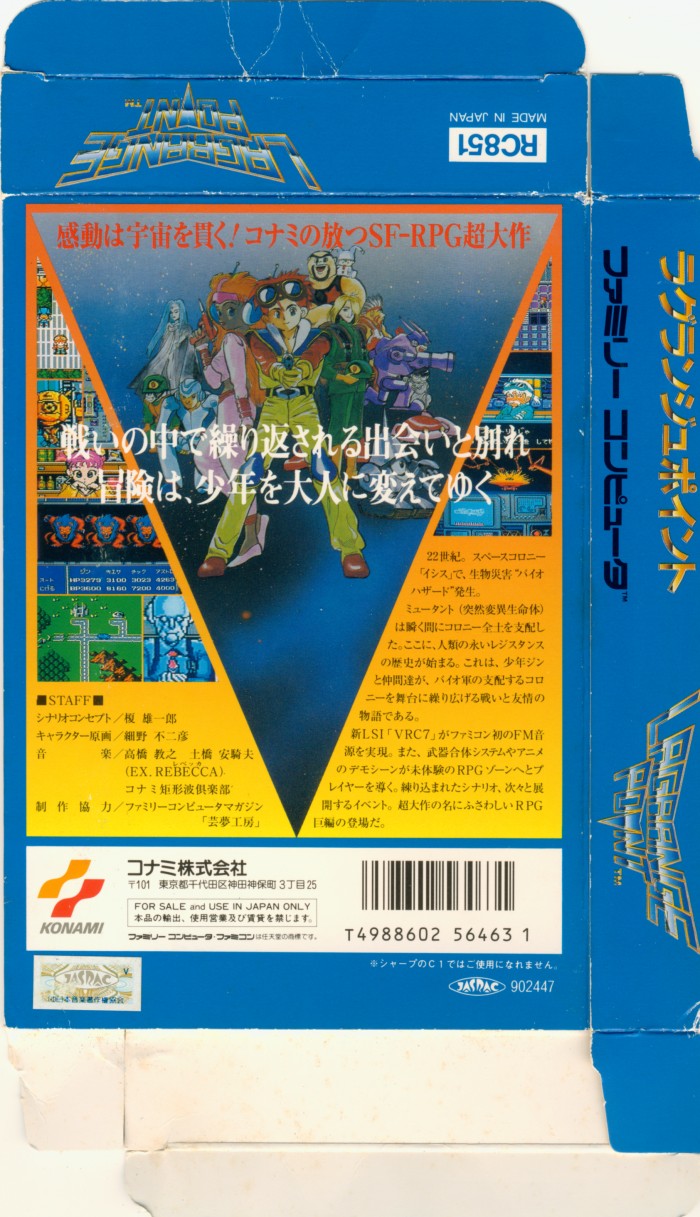 LAGRANGE
POINT™
RC851
MADE IN JAPAN
感動は宇宙を貫く!コナミの放つSF-RPG超大作
戦いの中で繰り返される出会いと別れ
冒険は、少年を大人に変えてゆく
ジン
HP3279 3100 3023 4263
BP3600 8160 7200 4000
22世紀。スペースコロニー
「イシス」で、生物災害“バイオ
ハザード”発生。
ミュータント(突然変異生命体)
は瞬く間にコロニー全土を支配し
た。ここに、人類の永いレジスタンス
の歴史が始まる。これは、少年ジン
と仲間達が、バイオ軍の支配するコロ
ニーを舞台に繰り広げる戦いと友情の
物語である。
新LSI「VRC7」がファミコン初のFM音
源を実現。また、武器合体システムやアニメ
のデモシーンが未体験のRPGゾーンへとプ
レイヤーを導く。練り込まれたシナリオ、次々と展
開するイベント。超大作の名にふさわしいRPG
巨編の登場だ。
■STAFF■
シナリオコンセプト/榎 雄一郎
キャラクター原画/細野 不二彦
音 楽/高橋 教之 土橋 安騎夫
レベッカ
(EX. REBECCA)
コナミ矩形波倶楽部
制作協力/ファミリーコンピュータマガジン
「芸夢工房」
KONAMI
コナミ株式会社
〒101 東京都千代田区神田神保町3丁目25
FOR SALE and USE IN JAPAN ONLY
本品の輸出、使用営業及び賃貸を禁じます。
ファミリーコンピュータ・ファミコンは任天堂の商標です。
T4988602 56463 1
※シャープのC1ではご使用になれません。
JASRAC 902447
JASRAC
ラグランジュポイント
ファミリーコンピュータ™
LAGRANGE
POINT™